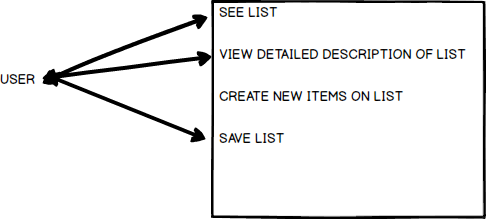 SEE LIST
VIEW DETAILED DESCRIPTION OF LIST
USER
CREATE NEW ITEMS ON LIST
SAVE LIST